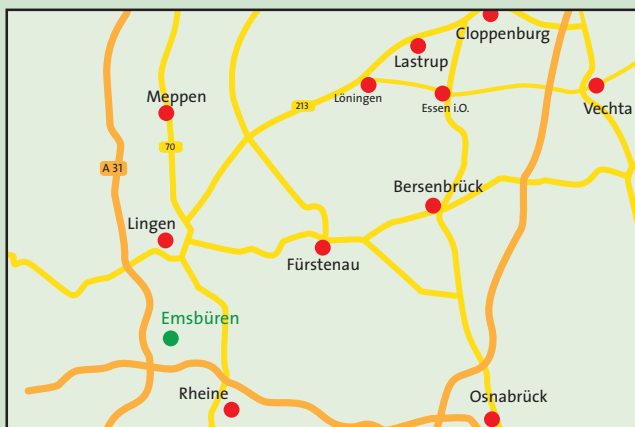 Cloppenburg
Lastrup
Meppen
Löningen
213
Essen i.O.
Vechta
70
A 31
Bersenbrück
Lingen
Fürstenau
Emsbüren
Rheine
Osnabrück